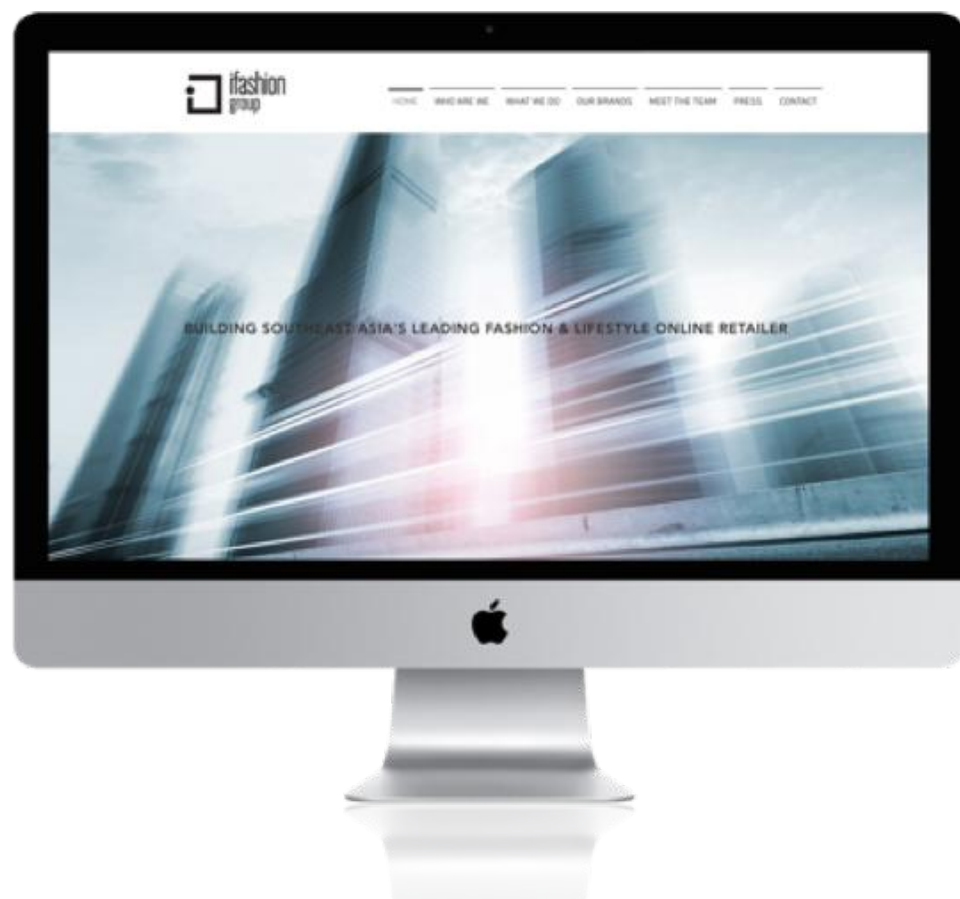 ifashion
group
HOME WHO ARE WE WHAT WE DO OUR BRANDS MEET THE TEAM PRESS CONTACT
BUILDING SOUTHEAST ASIA'S LEADING FASHION & LIFESTYLE ONLINE RETAILER